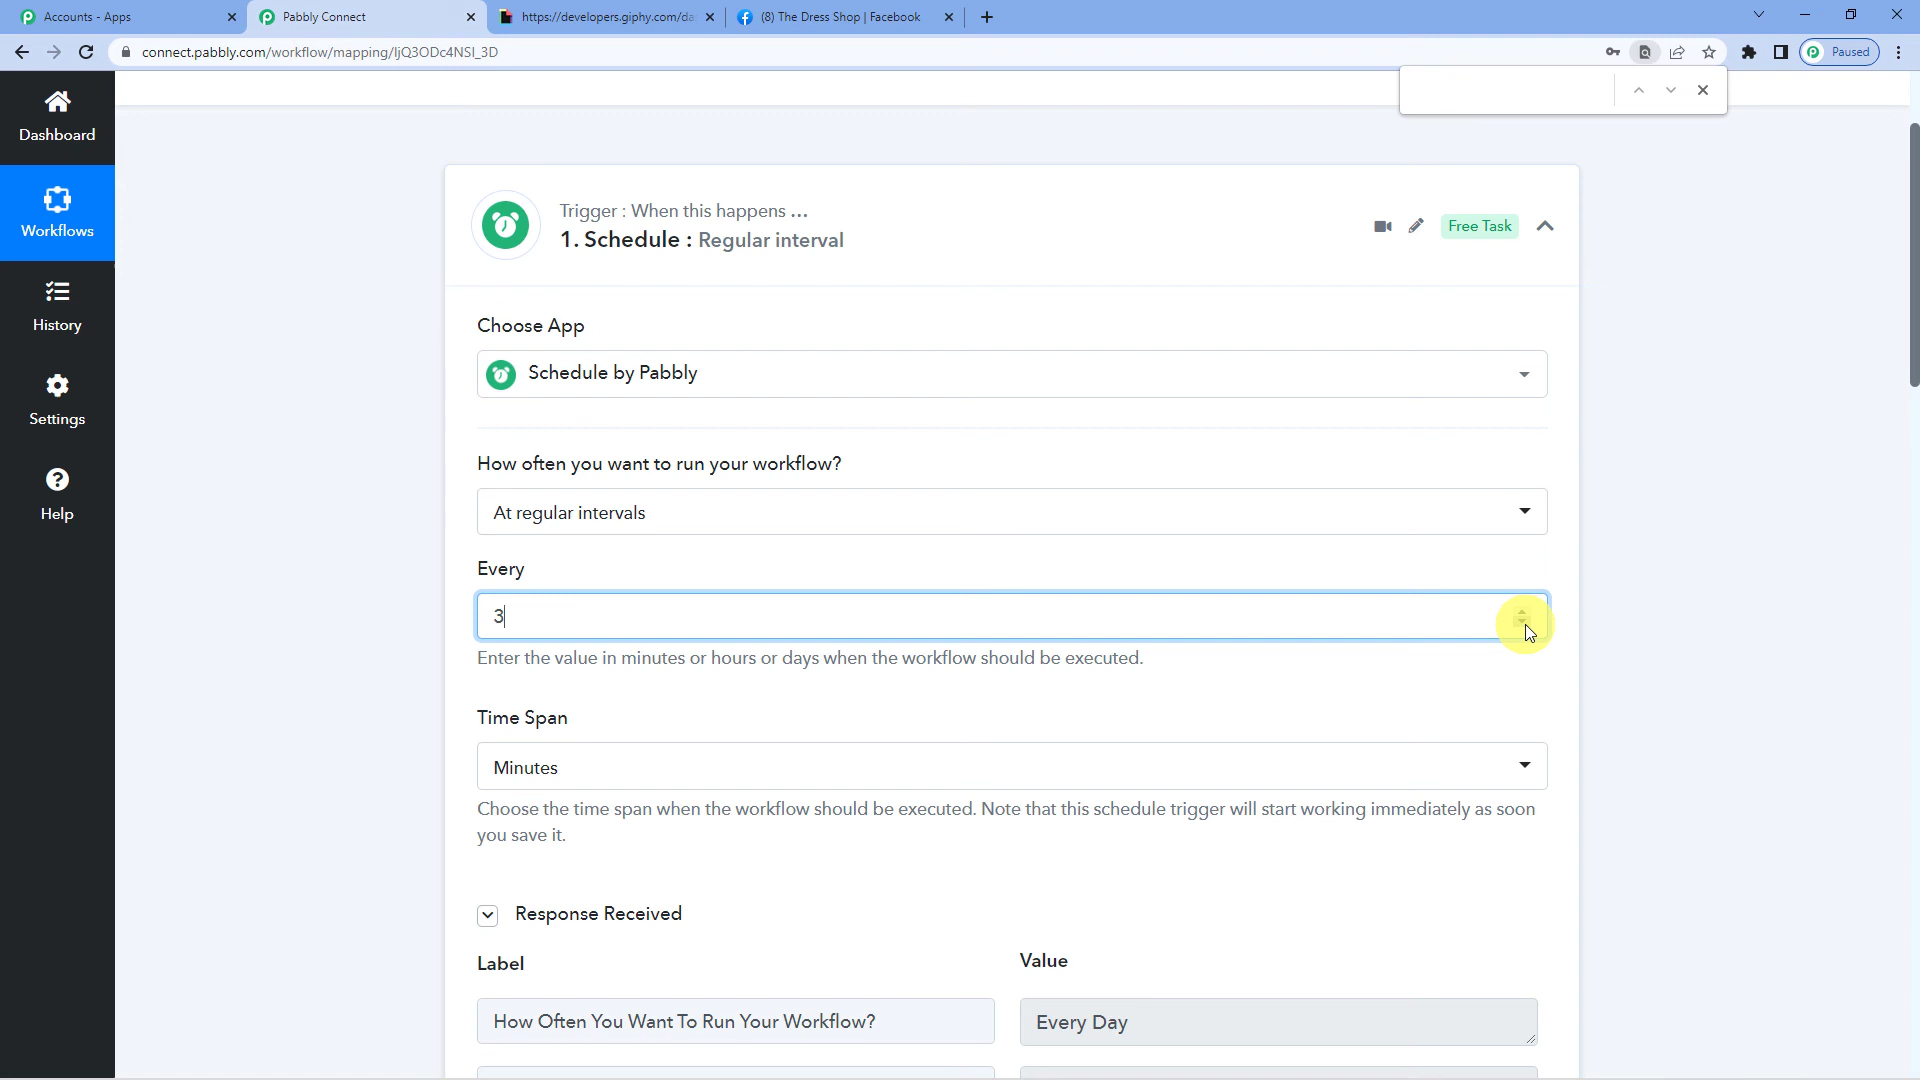 Accounts - Apps
Pabbly Connect
https://developers.giphy.com/da
(8) The Dress Shop | Facebook
connect.pabbly.com/workflow/mapping/IjQ3ODc4NSI_3D
Paused
Dashboard
Workflows
History
Settings
Help
Trigger : When this happens ...
1. Schedule : Regular interval
Free Task
Choose App
Schedule by Pabbly
How often you want to run your workflow?
At regular intervals
Every
3
Enter the value in minutes or hours or days when the workflow should be executed.
Time Span
Minutes
Choose the time span when the workflow should be executed. Note that this schedule trigger will start working immediately as soon
you save it.
Response Received
Label
Value
How Often You Want To Run Your Workflow?
Every Day